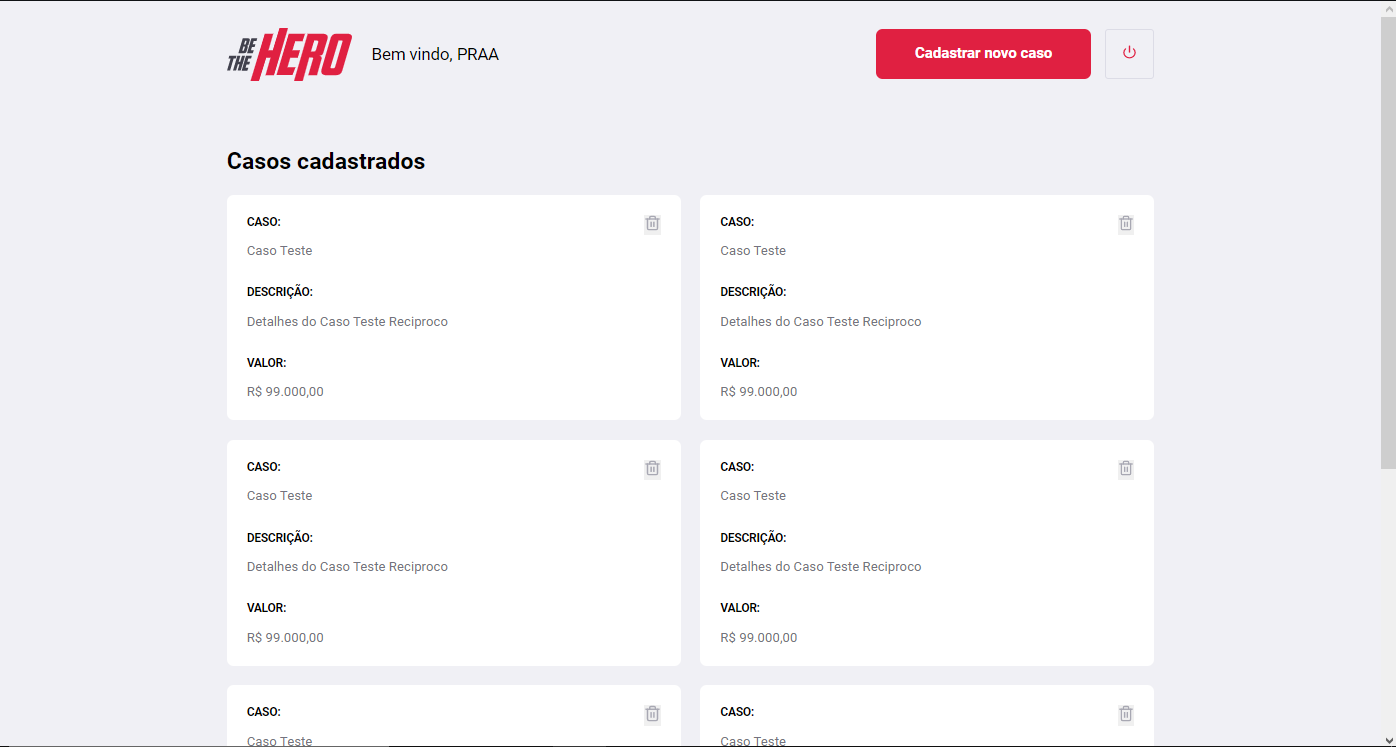 BE THE HERO
Bem vindo, PRAA
Cadastrar novo caso
Casos cadastrados
CASO:
Caso Teste
DESCRIÇÃO:
Detalhes do Caso Teste Reciproco
VALOR:
R$ 99.000,00
CASO:
Caso Teste
DESCRIÇÃO:
Detalhes do Caso Teste Reciproco
VALOR:
R$ 99.000,00
CASO:
Caso Teste
DESCRIÇÃO:
Detalhes do Caso Teste Reciproco
VALOR:
R$ 99.000,00
CASO:
Caso Teste
DESCRIÇÃO:
Detalhes do Caso Teste Reciproco
VALOR:
R$ 99.000,00
CASO:
Caso Teste
CASO:
Caso Teste